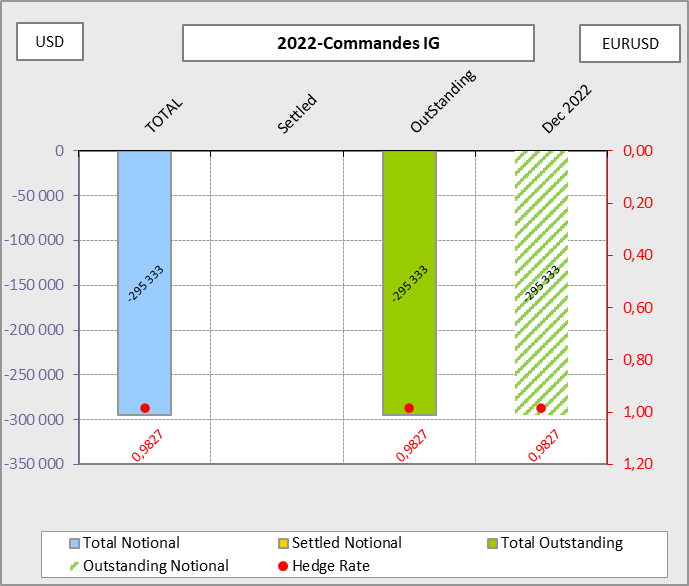 USD
2022-Commandes IG
EURUSD
TOTAL
Settled
OutStanding
Dec 2022
0
-50 000
-100 000
-150 000
-200 000
-250 000
-300 000
-350 000
-295 333
-295 333
-295 333
0,9827
0,9827
0,9827
0,00
0,20
0,40
0,60
0,80
1,00
1,20
Total Notional
Settled Notional
Total Outstanding
Outstanding Notional
Hedge Rate